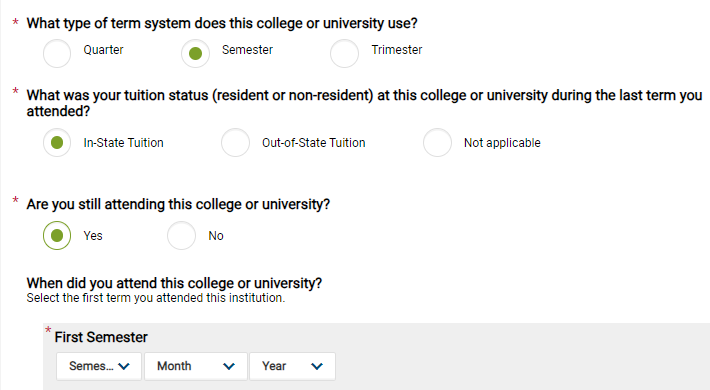 * What type of term system does this college or university use?
Quarter Semester Trimester
* What was your tuition status (resident or non-resident) at this college or university during the last term you
attended?
In-State Tuition Out-of-State Tuition Not applicable
* Are you still attending this college or university?
Yes No
When did you attend this college or university?
Select the first term you attended this institution.
* First Semester
Semes... Month Year